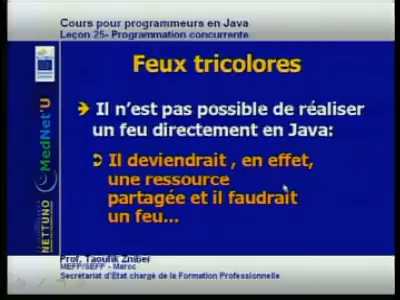 Cours pour programmeurs en Java
Leçon 25- Programmation concurrente
Feux tricolores
Il n'est pas possible de réaliser
un feu directement en Java:
Il deviendrait , en effet,
une ressource
partagée et il faudrait
un feu...
NETTUNO
MedNet'U
Prof. Taoufik Znitier
MEFP/SEFP - Maroc
Secrétariat d'Etat chargé de la Formation Professionnelle